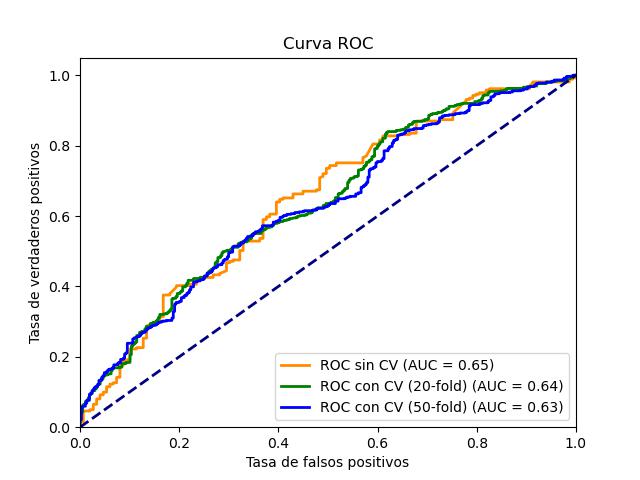 Curva ROC
1.0
0.8
0.6
0.4
0.2
0.0
Tasa de verdaderos positivos
ROC sin CV (AUC = 0.65)
ROC con CV (20-fold) (AUC = 0.64)
ROC con CV (50-fold) (AUC = 0.63)
0.0 0.2 0.4 0.6 0.8 1.0
Tasa de falsos positivos